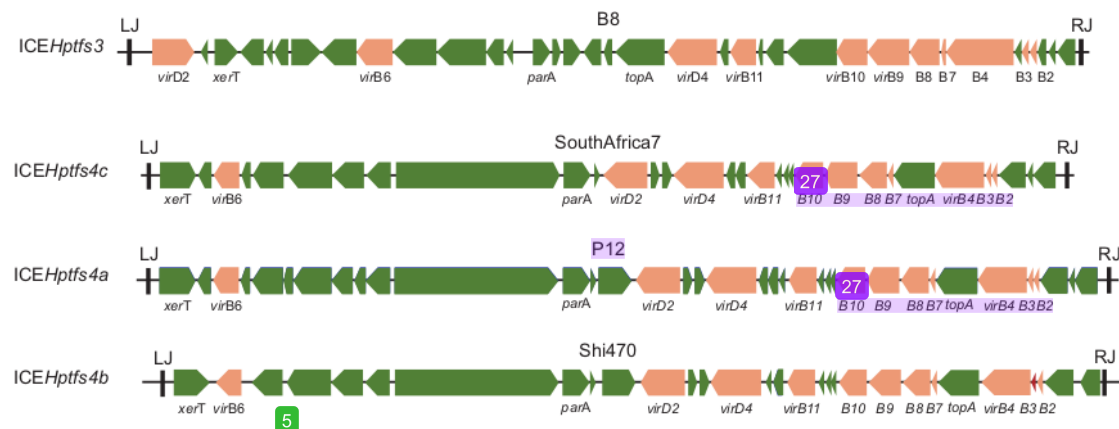 B8
LJ RJ
ICEHptfs3
virD2 xerT virB6 parA topA virD4 virB11 virB10 virB9 B8 B7 B4 B3 B2
SouthAfrica7
LJ RJ
ICEHptfs4c
27
xerT virB6 parA virD2 virD4 virB11 B10 B9 B8 B7 topA virB4 B3 B2
P12
LJ RJ
ICEHptfs4a
27
xerT virB6 parA virD2 virD4 virB11 B10 B9 B8 B7 topA virB4 B3 B2
Shi470
LJ RJ
ICEHptfs4b
xerT virB6 parA virD2 virD4 virB11 B10 B9 B8 B7 topA virB4 B3 B2
5